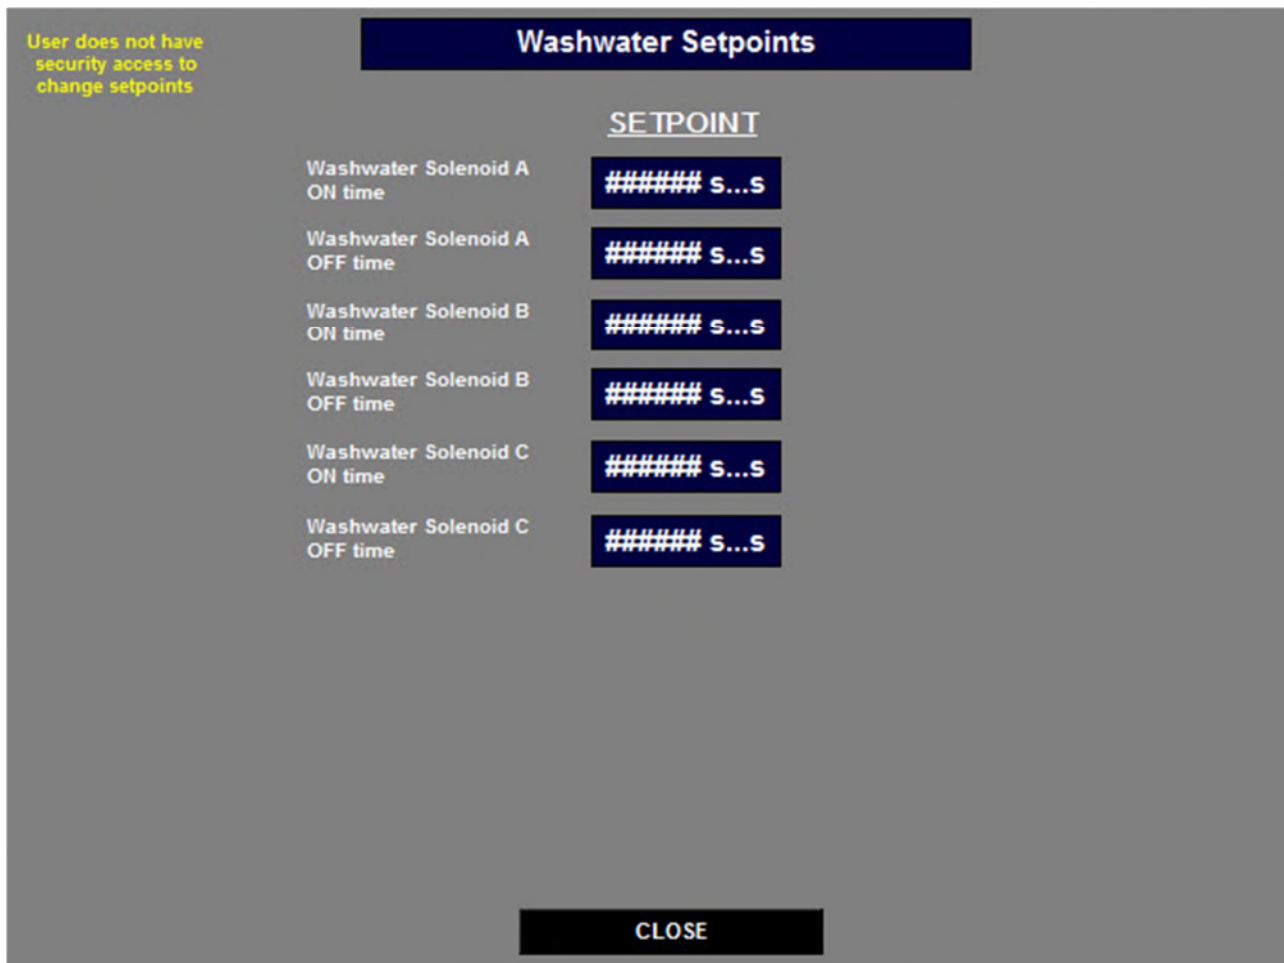 User does not have
security access to
change setpoints
Washwater Setpoints
SETPOINT
Washwater Solenoid A
ON time
###### s...s
Washwater Solenoid A
OFF time
###### s...s
Washwater Solenoid B
ON time
###### s...s
Washwater Solenoid B
OFF time
###### s...s
Washwater Solenoid C
ON time
###### s...s
Washwater Solenoid C
OFF time
###### s...s
CLOSE